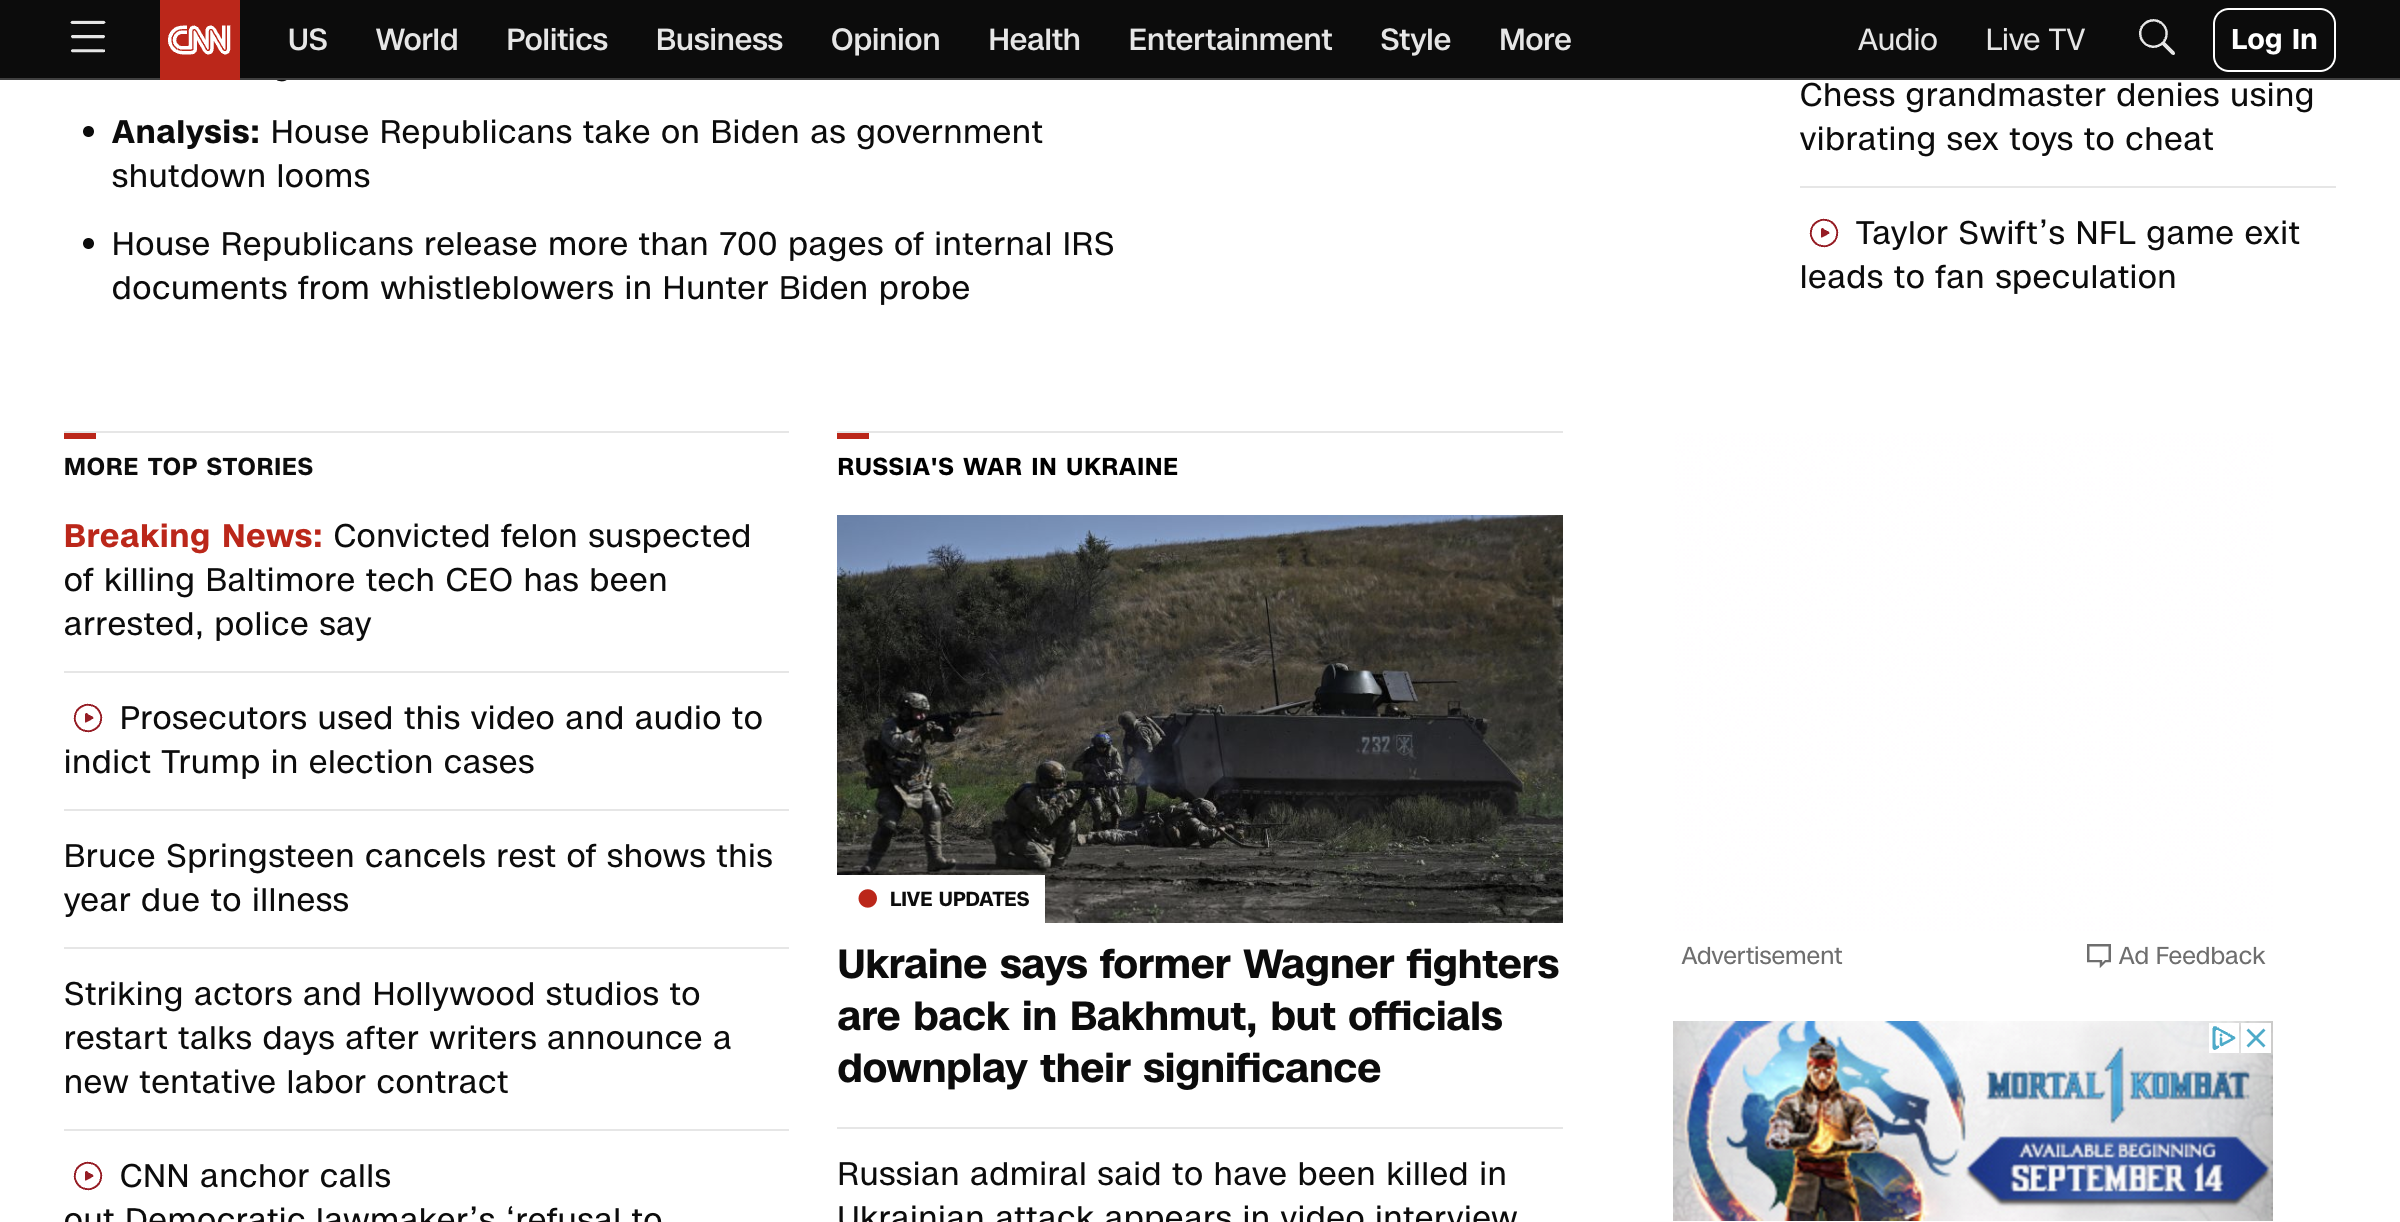 CNN US World Politics Business Opinion Health Entertainment Style More Audio Live TV Log In
• Analysis: House Republicans take on Biden as government
shutdown looms
• House Republicans release more than 700 pages of internal IRS
documents from whistleblowers in Hunter Biden probe
Chess grandmaster denies using
vibrating sex toys to cheat
Taylor Swift’s NFL game exit
leads to fan speculation
MORE TOP STORIES
Breaking News: Convicted felon suspected
of killing Baltimore tech CEO has been
arrested, police say
Prosecutors used this video and audio to
indict Trump in election cases
Bruce Springsteen cancels rest of shows this
year due to illness
Striking actors and Hollywood studios to
restart talks days after writers announce a
new tentative labor contract
CNN anchor calls
out Democratic lawmaker’s ‘refusal to
RUSSIA'S WAR IN UKRAINE
232
LIVE UPDATES
Ukraine says former Wagner fighters
are back in Bakhmut, but officials
downplay their significance
Russian admiral said to have been killed in
Ukrainian attack appears in video interview
Advertisement
Ad Feedback
MORTAL KOMBAT 1
AVAILABLE BEGINNING
SEPTEMBER 14